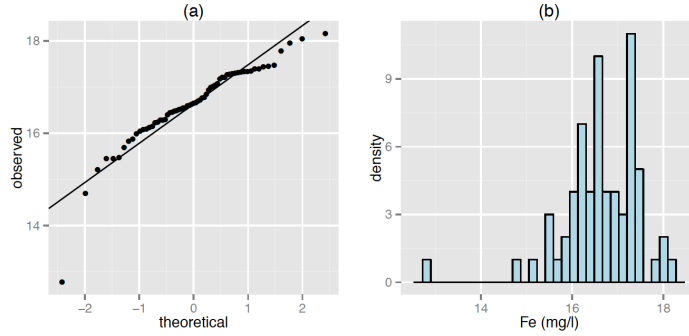 (a)
observed
18
16
14
−2
−1
0
1
2
theoretical
(b)
density
9
6
3
0
14
16
18
Fe (mg/l)